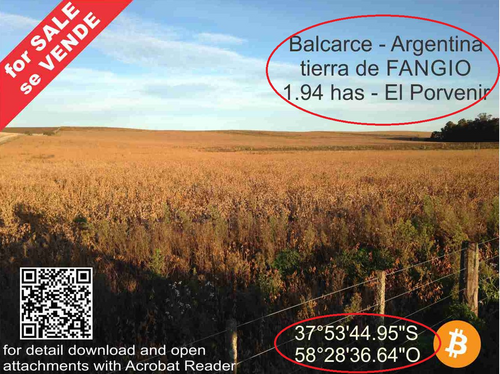 for SALE
se VENDE
Balcarce - Argentina
tierra de FANGIO
1.94 has - El Porvenir
37°53'44.95"S
58°28'36.64"O
for detail download and open
attachments with Acrobat Reader